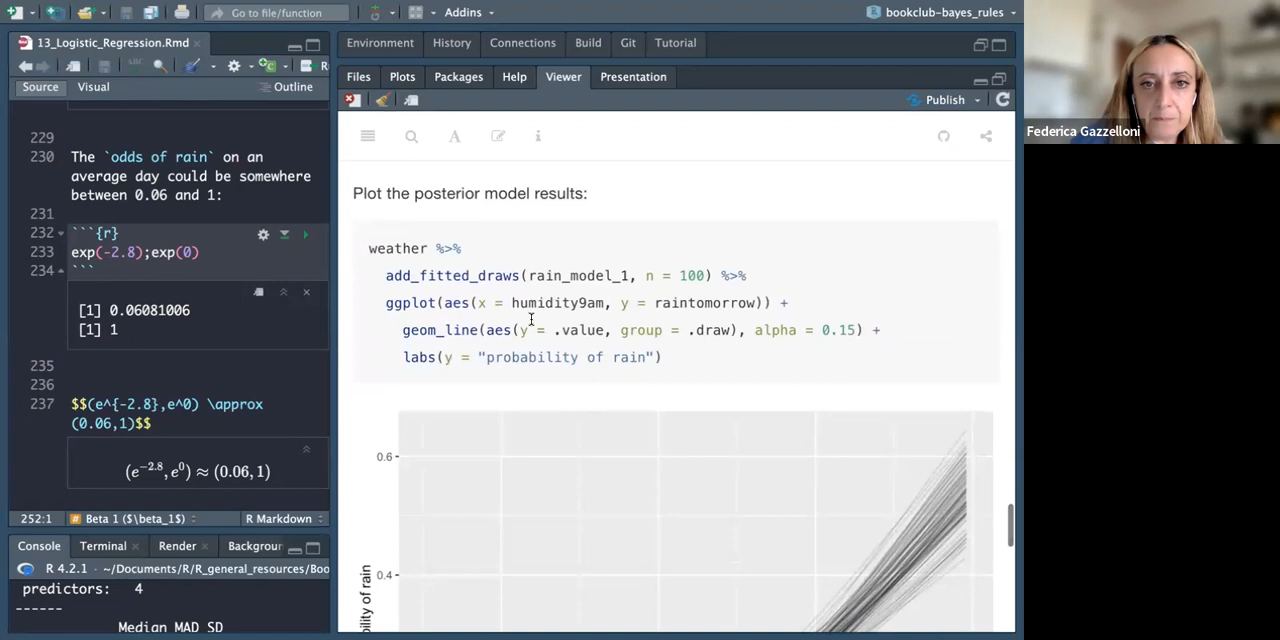 Go to file/function
Addins
bookclub-bayes_rules
13_Logistic_Regression.Rmd
ABC
R
Source
Visual
Outline
229
230 The `odds of rain` on an
average day could be somewhere
between 0.06 and 1:
231
232 ```{r}
233 exp(-2.8);exp(0)
234 ```
[1] 0.06081006
[1] 1
235
236
237 $$(e^{-2.8},e^0) \approx
(0.06,1)$$
(e^−2.8, e^0) ≈ (0.06, 1)
252:1
# Beta 1 ($\beta_1$)
R Markdown
Console
Terminal
Render
Backgroun
R 4.2.1 · ~/Documents/R/R_general_resources/Boo
predictors: 4
------
Median MAD_SD
Environment
History
Connections
Build
Git
Tutorial
Files
Plots
Packages
Help
Viewer
Presentation
Publish
A
i
Plot the posterior model results:
weather %>%
add_fitted_draws(rain_model_1, n = 100) %>%
ggplot(aes(x = humidity9am, y = raintomorrow)) +
geom_line(aes(y = .value, group = .draw), alpha = 0.15) +
labs(y = "probability of rain")
0.6
0.4
bility of rain
Federica Gazzelloni